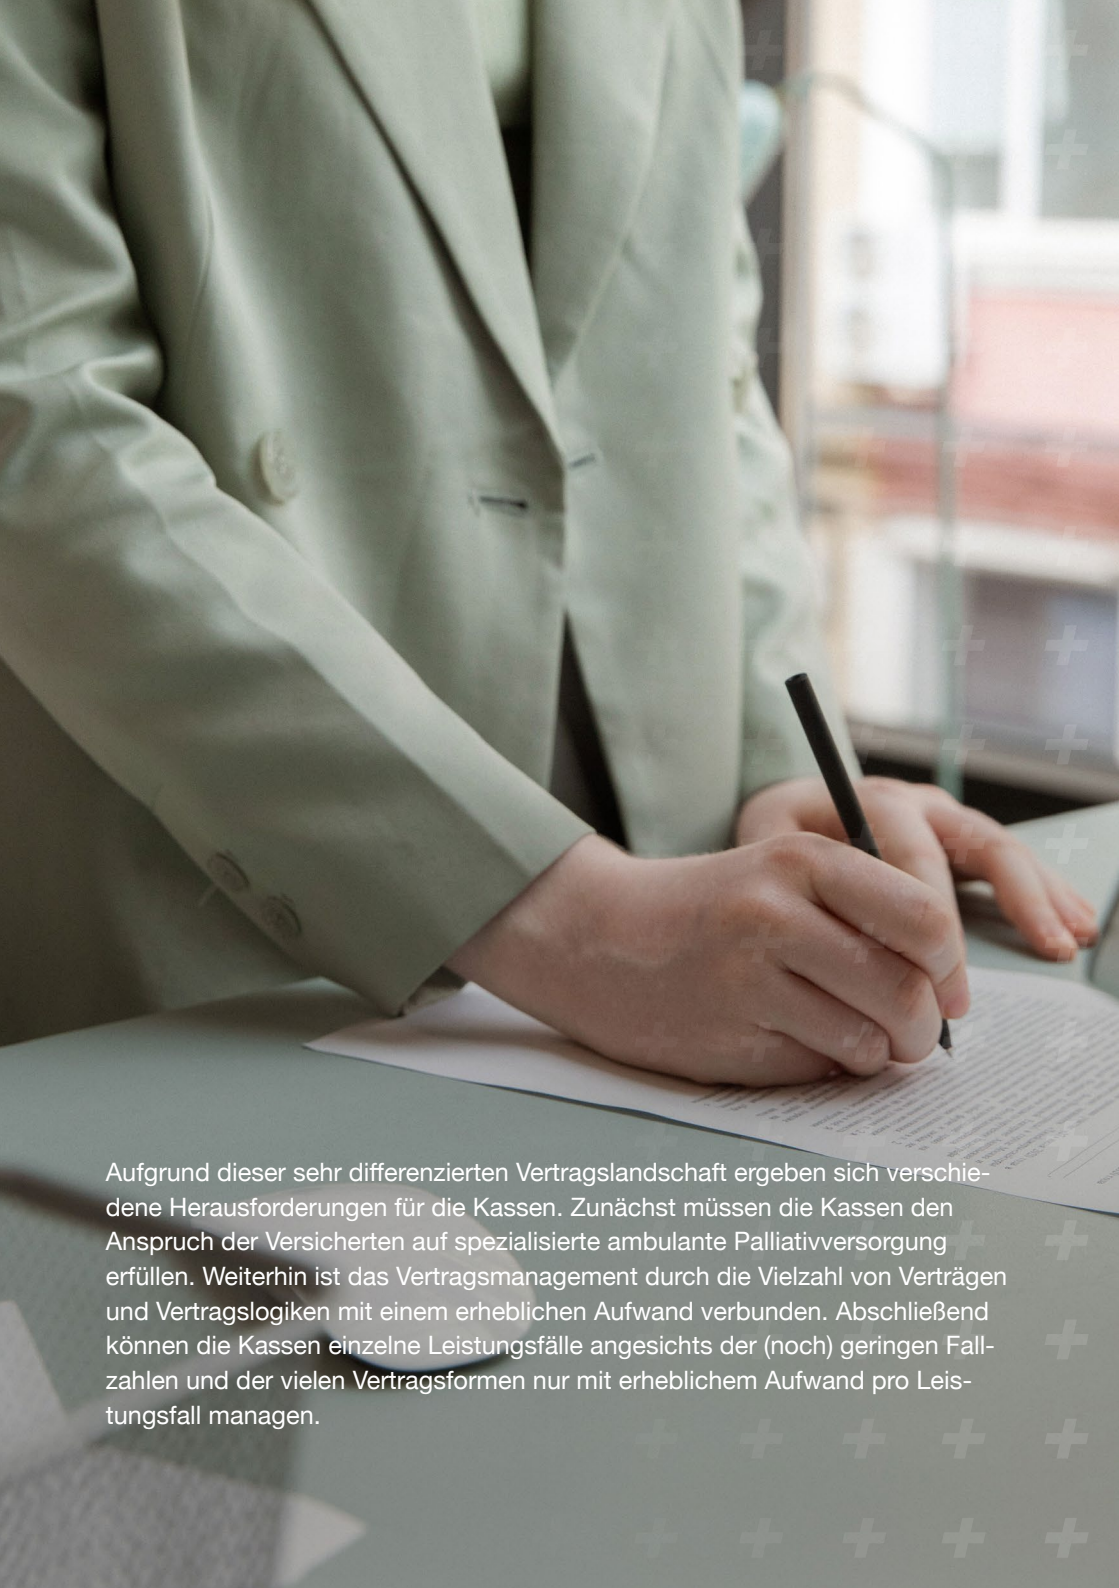 Aufgrund dieser sehr differenzierten Vertragslandschaft ergeben sich verschie-
dene Herausforderungen für die Kassen. Zunächst müssen die Kassen den
Anspruch der Versicherten auf spezialisierte ambulante Palliativversorgung
erfüllen. Weiterhin ist das Vertragsmanagement durch die Vielzahl von Verträgen
und Vertragslogiken mit einem erheblichen Aufwand verbunden. Abschließend
können die Kassen einzelne Leistungsfälle angesichts der (noch) geringen Fall-
zahlen und der vielen Vertragsformen nur mit erheblichem Aufwand pro Leis-
tungsfall managen.